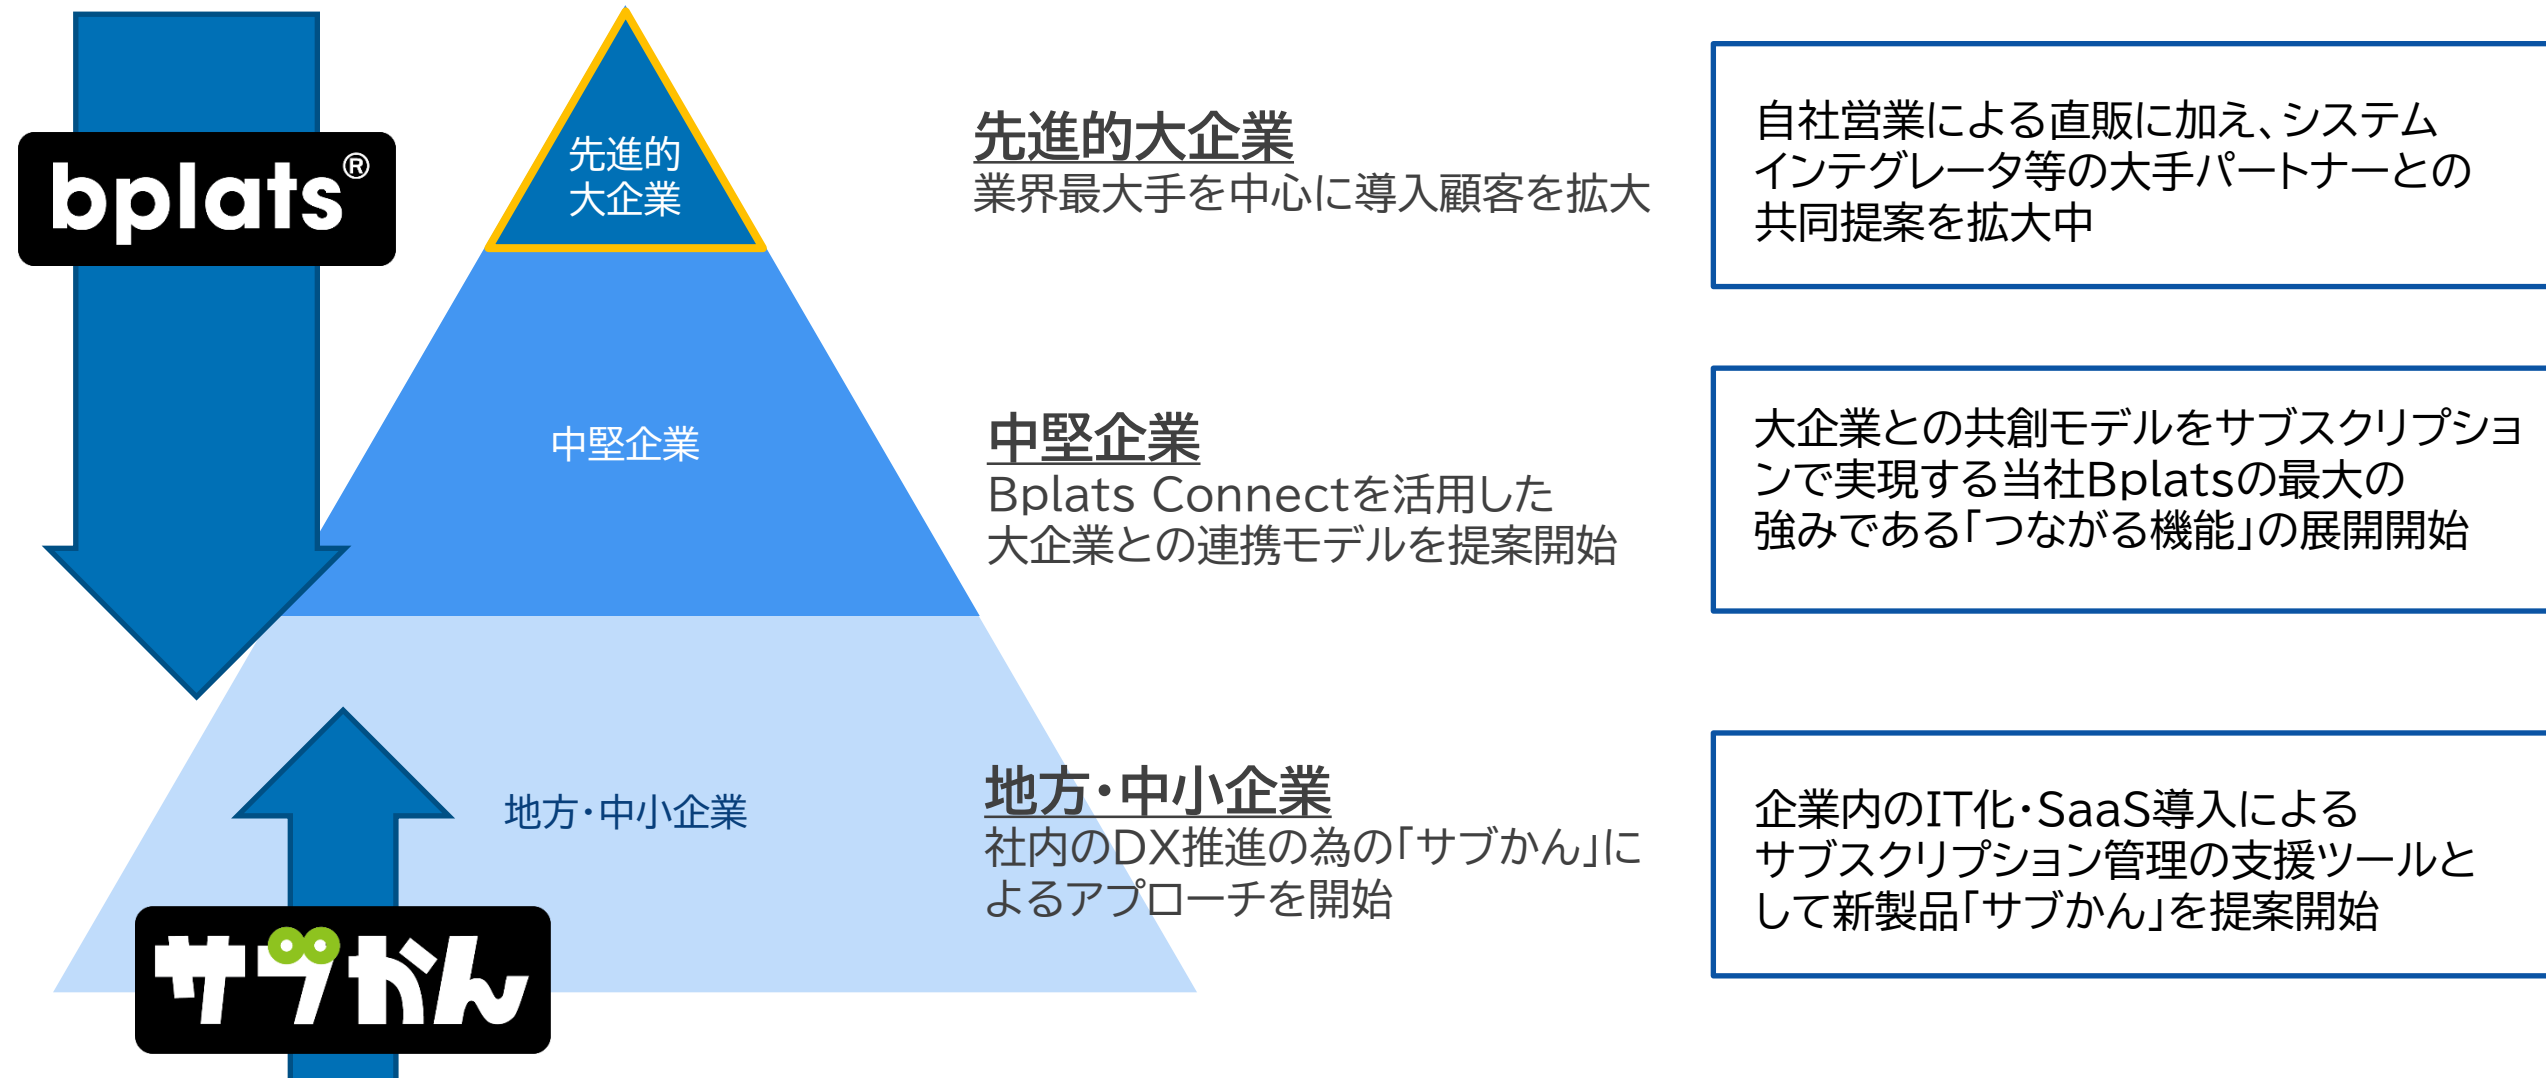 bplats®
先進的
大企業
先進的大企業
業界最大手を中心に導入顧客を拡大
自社営業による直販に加え、システム
インテグレータ等の大手パートナーとの
共同提案を拡大中
中堅企業
中堅企業
Bplats Connectを活用した
大企業との連携モデルを提案開始
大企業との共創モデルをサブスクリプショ
ンで実現する当社Bplatsの最大の
強みである「つながる機能」の展開開始
地方・中小企業
地方・中小企業
社内のDX推進の為の「サブかん」に
よるアプローチを開始
企業内のIT化・SaaS導入による
サブスクリプション管理の支援ツールと
して新製品「サブかん」を提案開始
サブかん